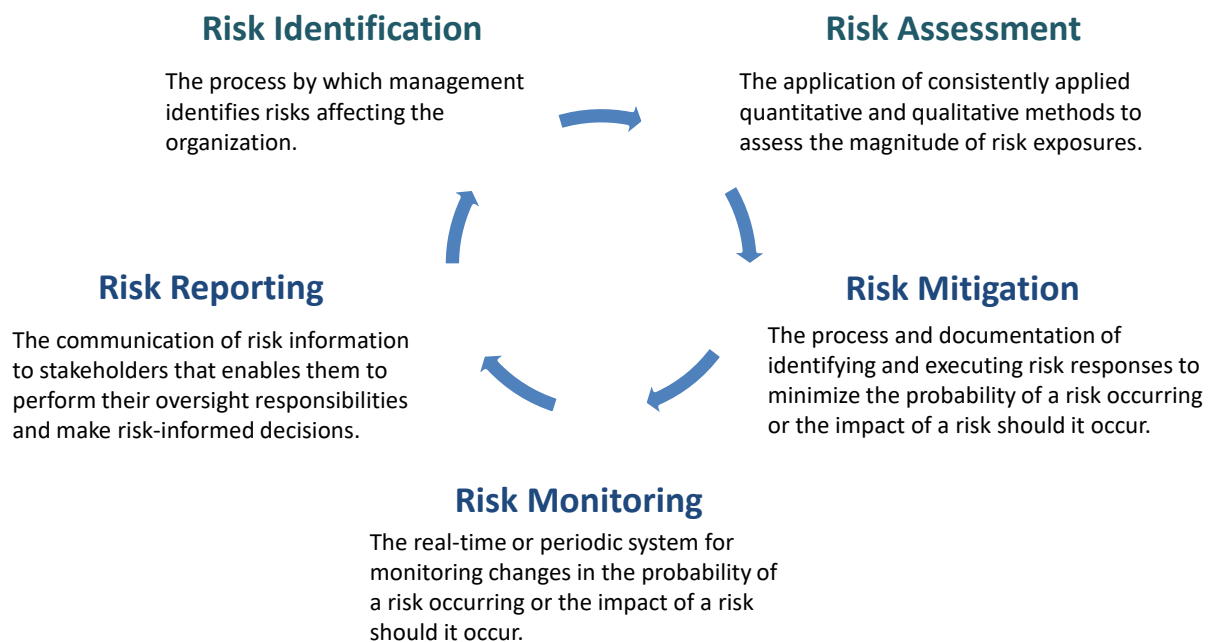 Risk Identification
The process by which management
identifies risks affecting the
organization.
Risk Assessment
The application of consistently applied
quantitative and qualitative methods to
assess the magnitude of risk exposures.
Risk Mitigation
The process and documentation of
identifying and executing risk responses to
minimize the probability of a risk occurring
or the impact of a risk should it occur.
Risk Monitoring
The real-time or periodic system for
monitoring changes in the probability of
a risk occurring or the impact of a risk
should it occur.
Risk Reporting
The communication of risk information
to stakeholders that enables them to
perform their oversight responsibilities
and make risk-informed decisions.